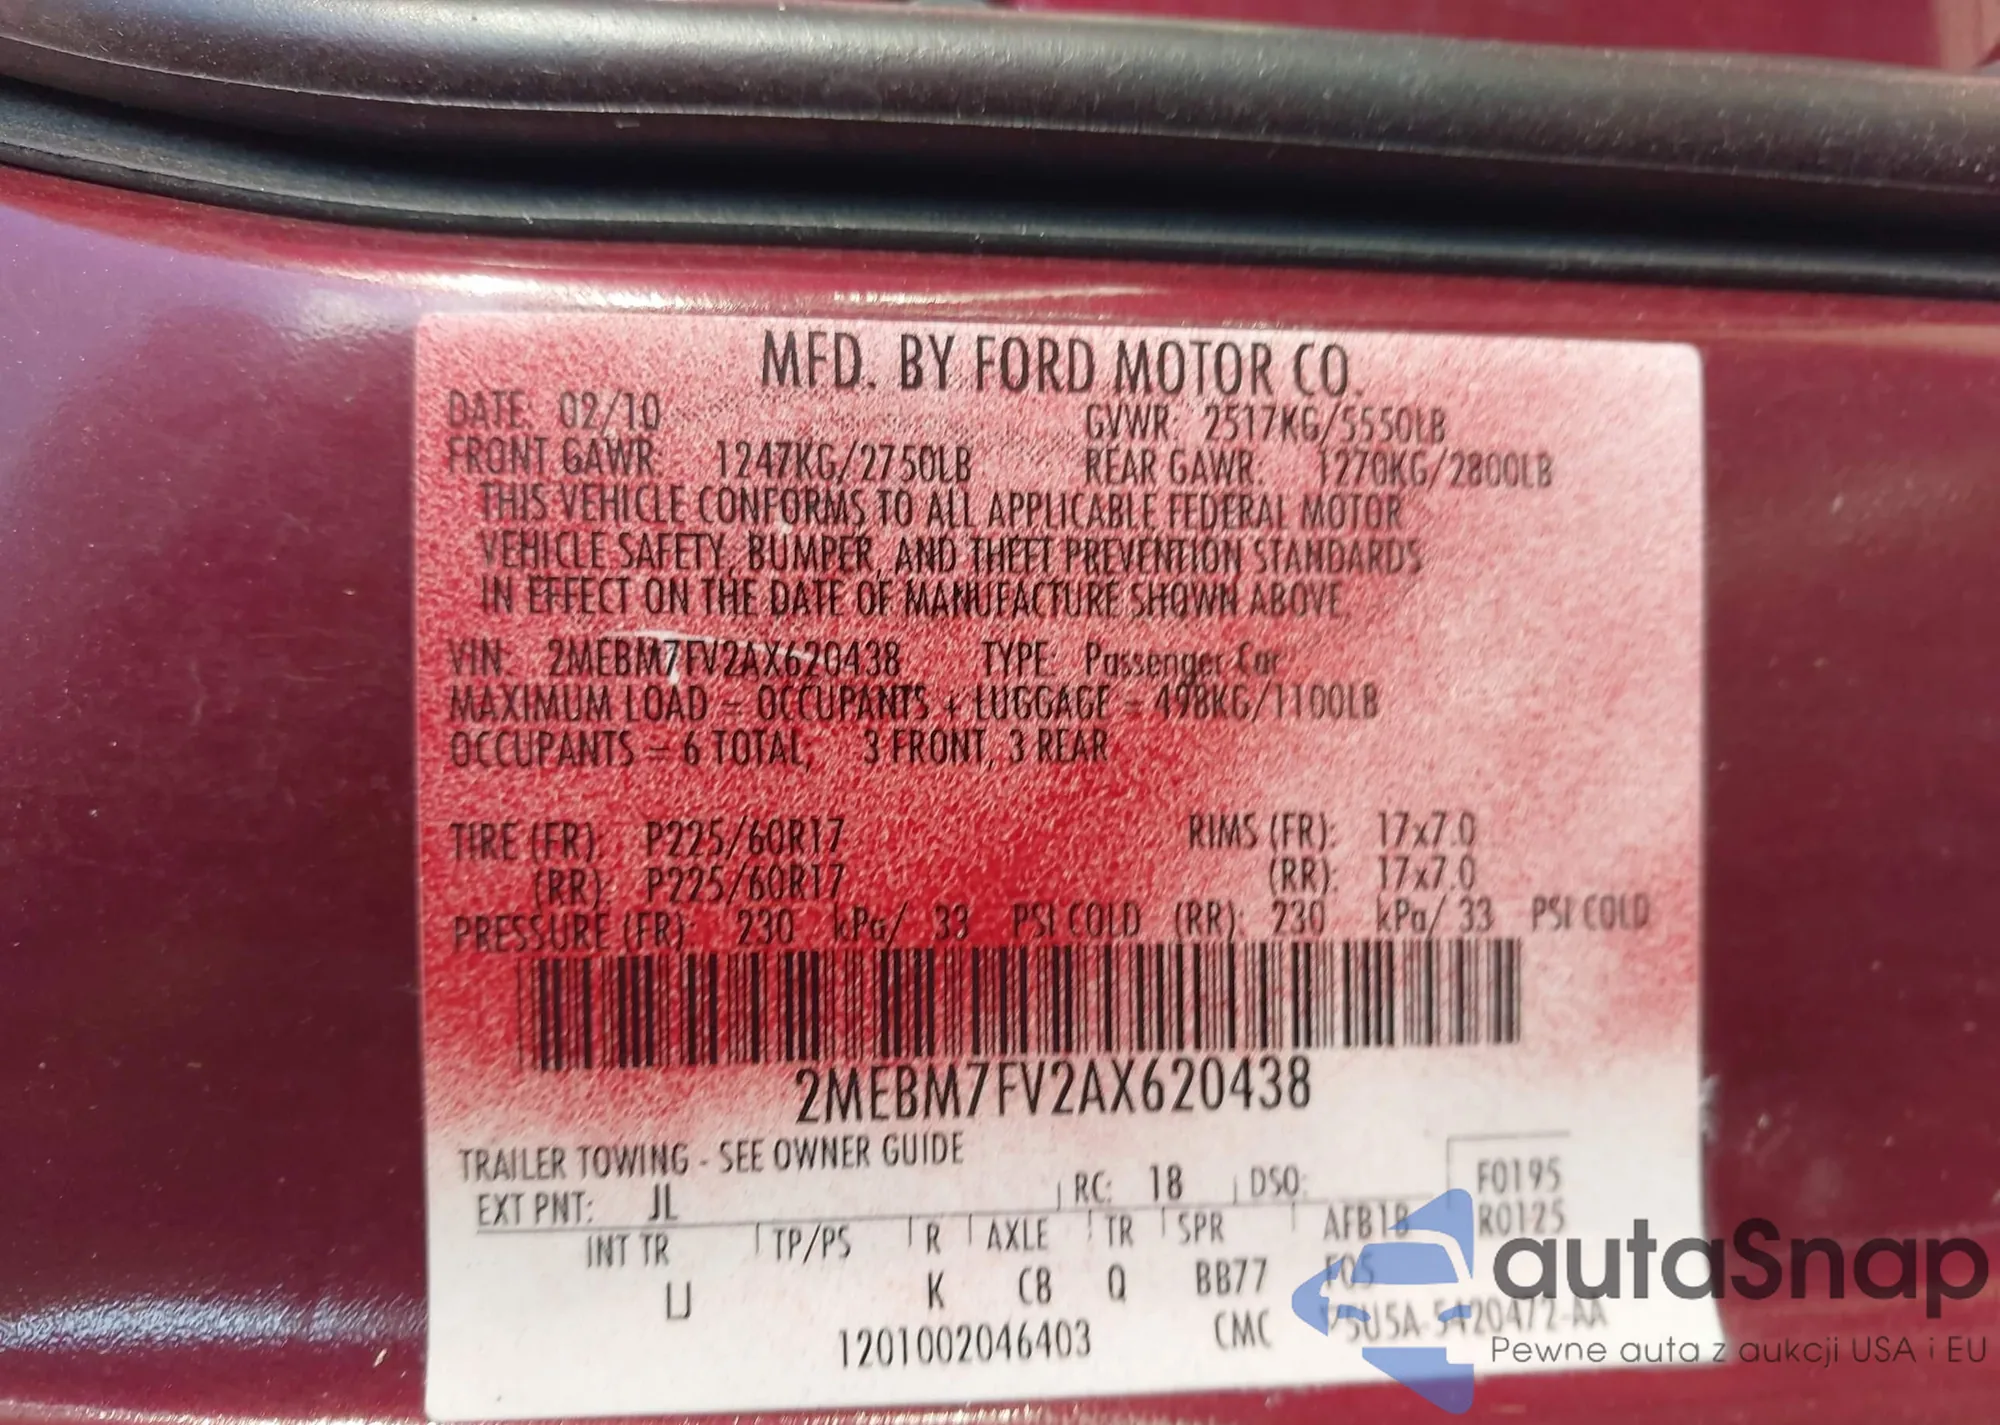 MFD. BY FORD MOTOR CO.
DATE: 02/10 GVWR: 2517KG/5550LB
FRONT GAWR: 1247KG/2750LB REAR GAWR: 1270KG/2800LB
THIS VEHICLE CONFORMS TO ALL APPLICABLE FEDERAL MOTOR
VEHICLE SAFETY, BUMPER, AND THEFT PREVENTION STANDARDS
IN EFFECT ON THE DATE OF MANUFACTURE SHOWN ABOVE.
VIN: 2MEBM7FV2AX620438 TYPE: Passenger Car
MAXIMUM LOAD = OCCUPANTS + LUGGAGE = 498KG/1100LB
OCCUPANTS = 6 TOTAL, 3 FRONT, 3 REAR
TIRE (FR): P225/60R17 RIMS (FR): 17x7.0
(RR): P225/60R17 (RR): 17x7.0
PRESSURE (FR): 230 kPa/ 33 PSI COLD (RR): 230 kPa/ 33 PSI COLD
2MEBM7FV2AX620438
TRAILER TOWING - SEE OWNER GUIDE
EXT PNT: JL RC: 18 DSO: F0195
INT TR TP/PS R AXLE TR SPR AFB1B R0125
LJ K C8 Q BB77 F05
1201002046403 CMC
autaSnap
Pewne auta z aukcji USA i EU